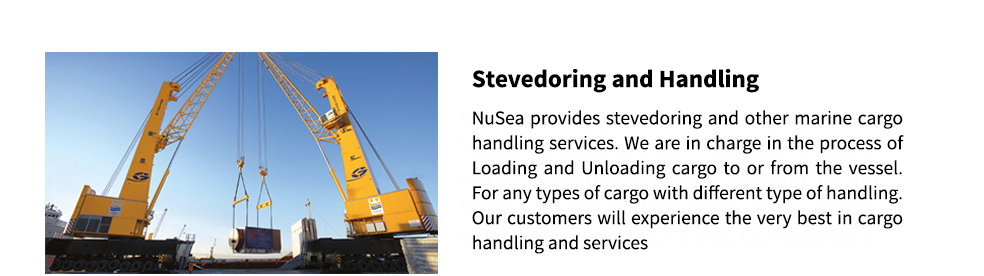 Stevedoring and Handling
NuSea provides stevedoring and other marine cargo
handling services. We are in charge in the process of
Loading and Unloading cargo to or from the vessel.
For any types of cargo with different type of handling.
Our customers will experience the very best in cargo
handling and services